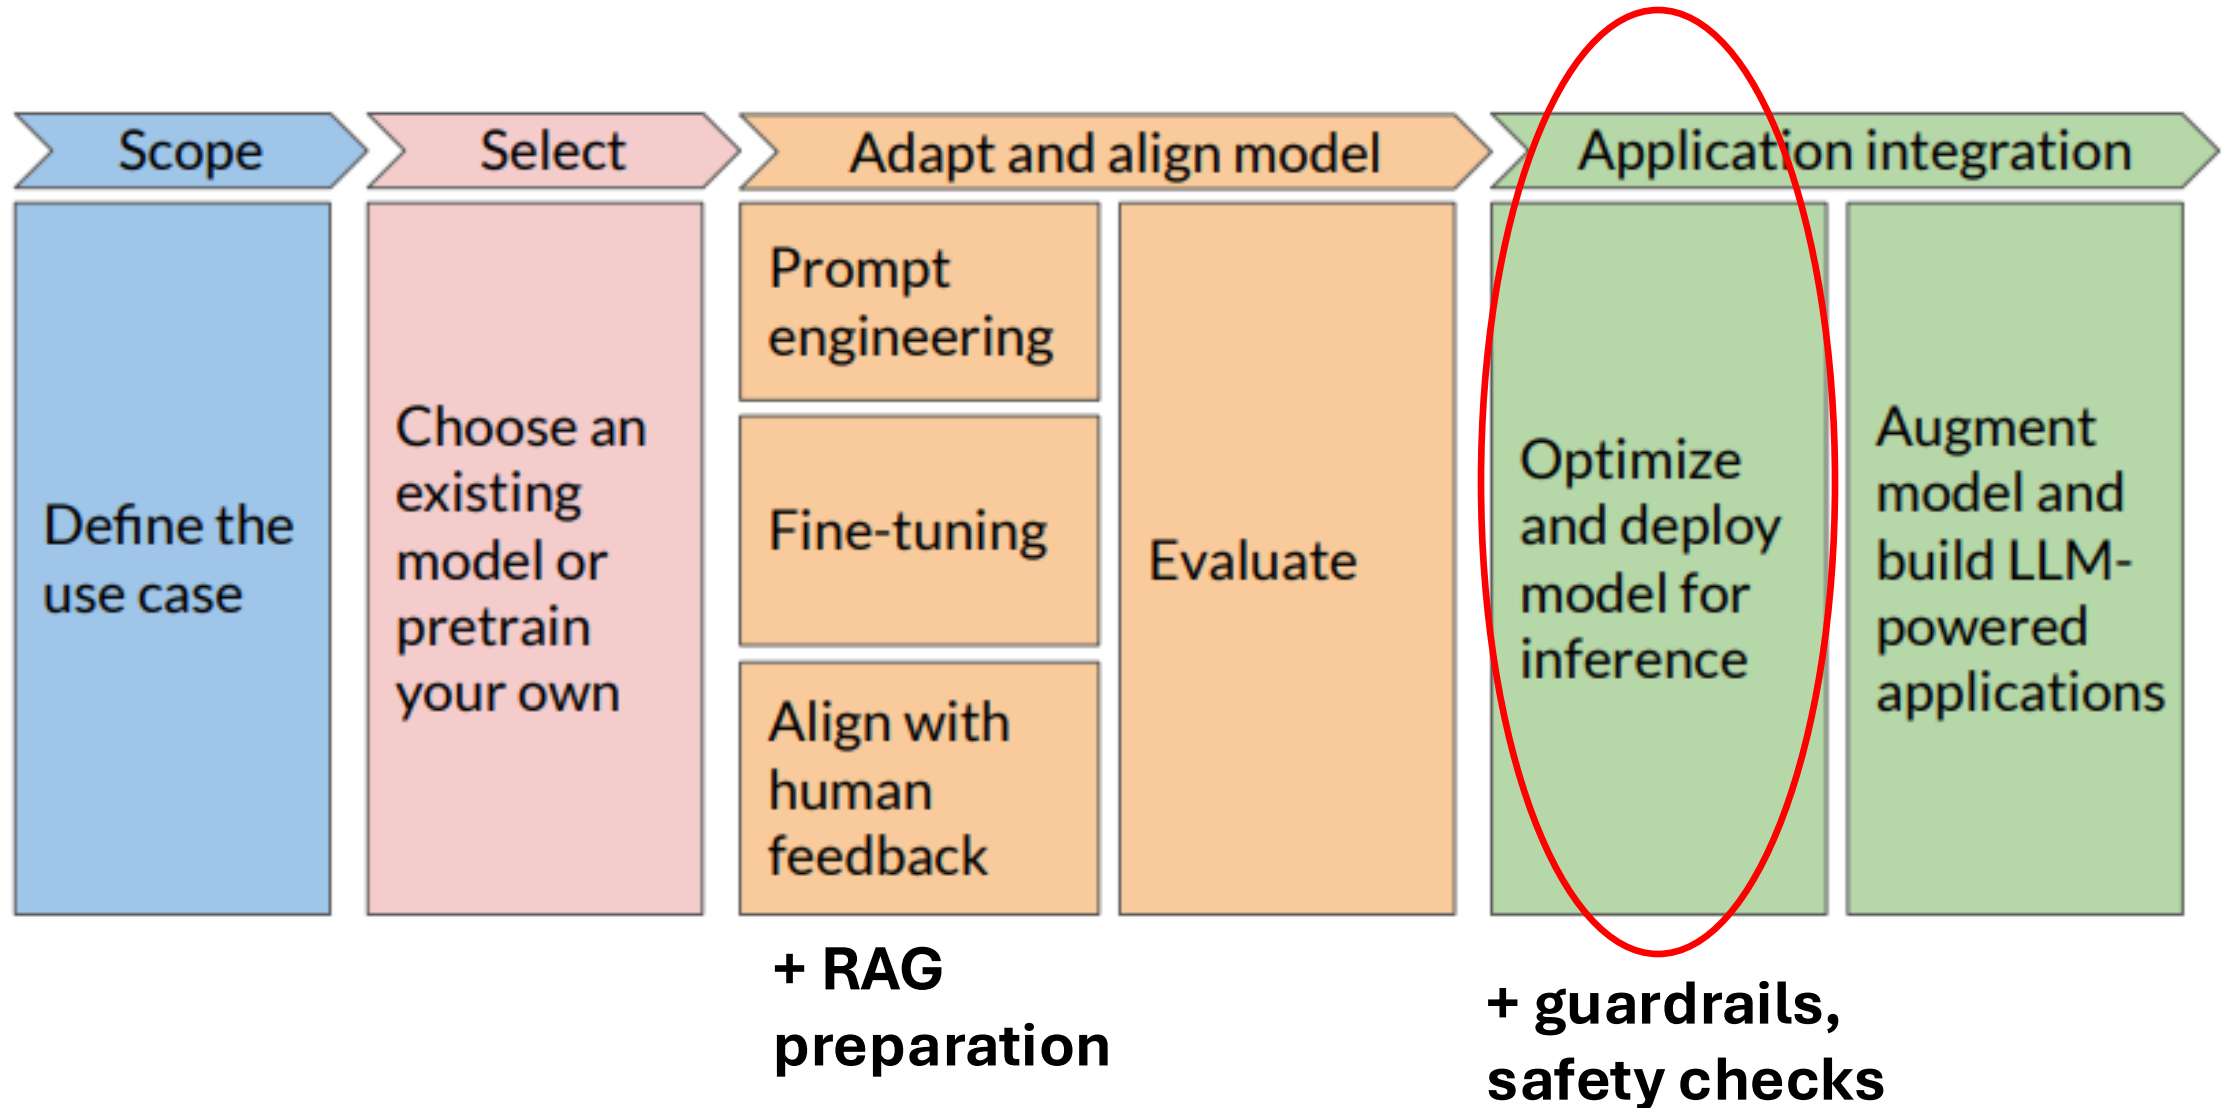 Scope
Select
Adapt and align model
Application integration
Define the
use case
Choose an
existing
model or
pretrain
your own
Prompt
engineering
Fine-tuning
Align with
human
feedback
Evaluate
Optimize
and deploy
model for
inference
Augment
model and
build LLM-
powered
applications
+ RAG
preparation
+ guardrails,
safety checks